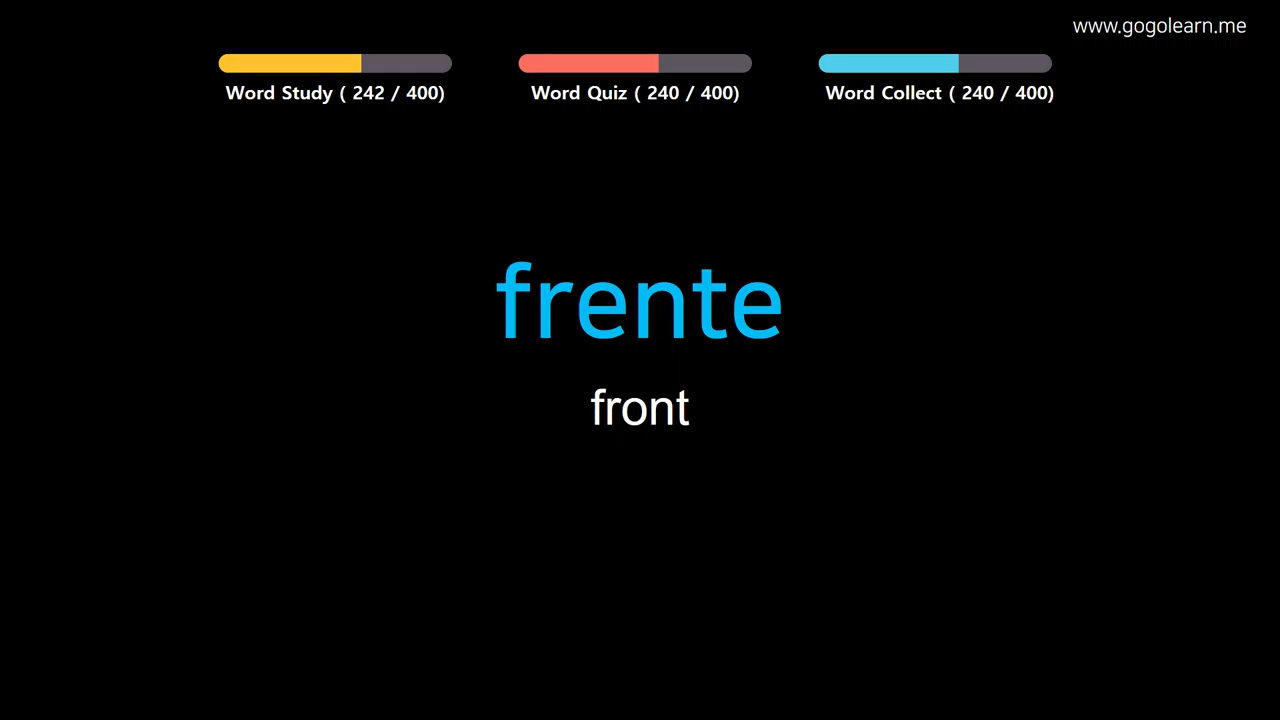 www.gogolearn.me
Word Study ( 242 / 400)
Word Quiz ( 240 / 400)
Word Collect ( 240 / 400)
frente
front